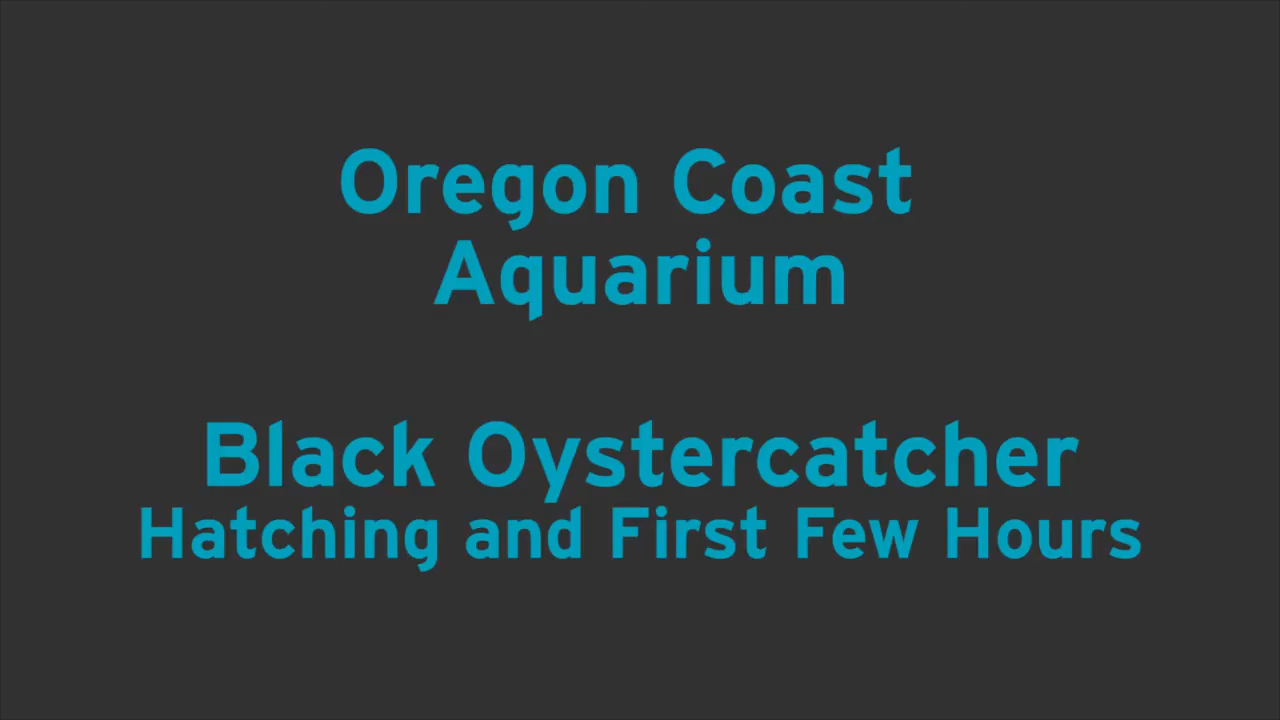 Oregon Coast
Aquarium
Black Oystercatcher
Hatching and First Few Hours